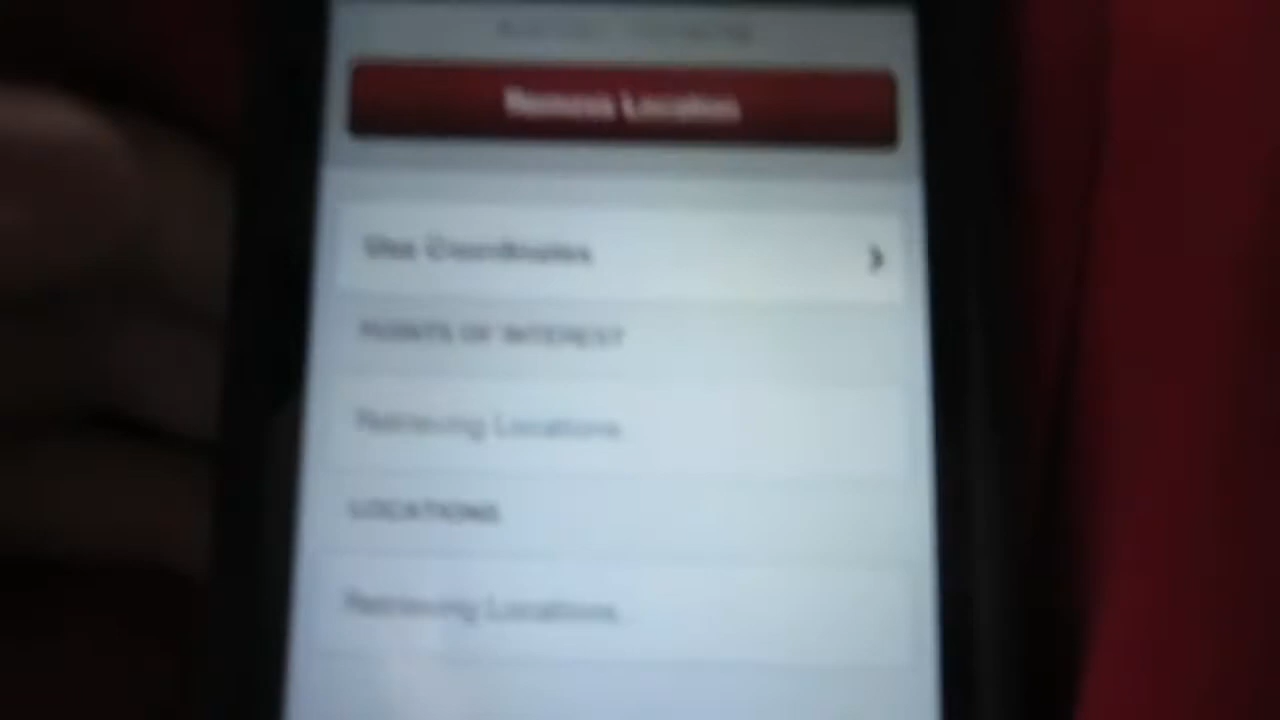 Remove Location
Use Coordinates
POINTS OF INTEREST
Retrieving Locations.
LOCATIONS
Retrieving Locations.